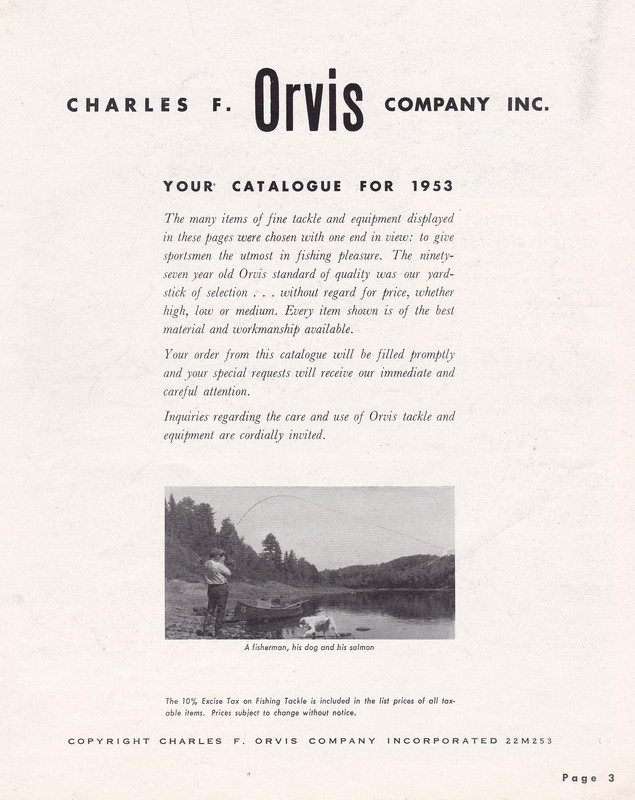 CHARLES F. Orvis COMPANY INC.
YOUR CATALOGUE FOR 1953
The many items of fine tackle and equipment displayed
in these pages were chosen with one end in view: to give
sportsmen the utmost in fishing pleasure. The ninety-
seven year old Orvis standard of quality was our yard-
stick of selection . . . without regard for price, whether
high, low or medium. Every item shown is of the best
material and workmanship available.
Your order from this catalogue will be filled promptly
and your special requests will receive our immediate and
careful attention.
Inquiries regarding the care and use of Orvis tackle and
equipment are cordially invited.
A fisherman, his dog and his salmon
The 10% Excise Tax on Fishing Tackle is included in the list prices of all tax-
able items. Prices subject to change without notice.
COPYRIGHT CHARLES F. ORVIS COMPANY INCORPORATED 22M253
Page 3